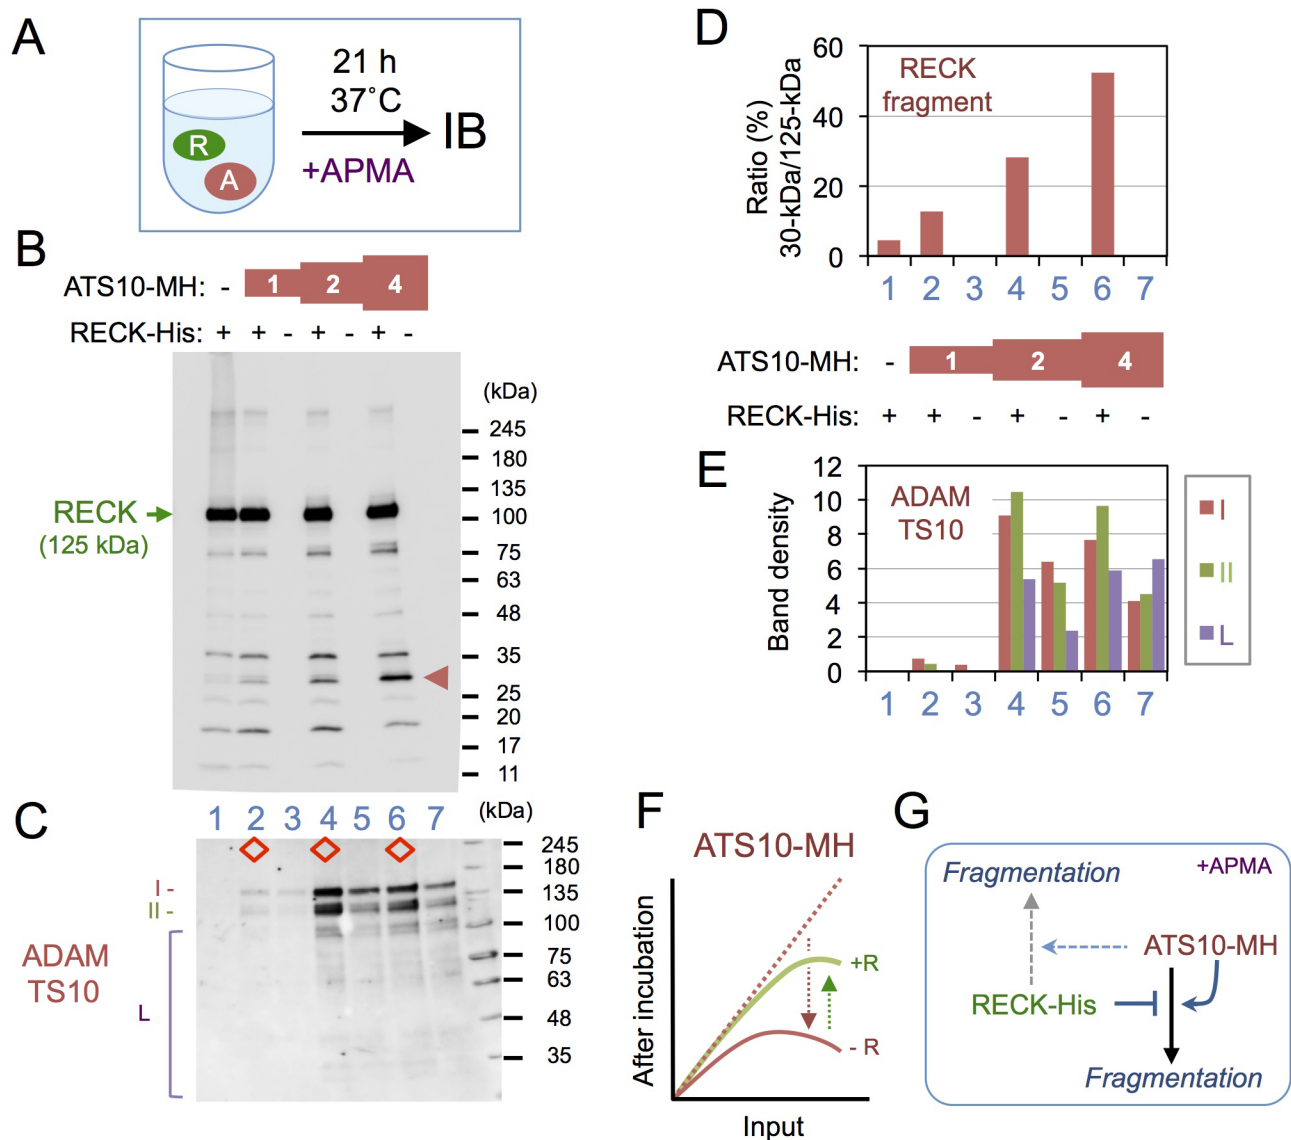 A
21 h
37˚C
+APMA
IB
R
A
B
ATS10-MH: - 1 2 4
RECK-His: + + - + - + -
(kDa)
245
180
135
100
75
63
48
35
25
20
17
11
RECK
(125 kDa)
C
1 2 3 4 5 6 7
(kDa)
245
180
135
100
75
63
48
35
I -
II -
ADAM
TS10
L
D
Ratio (%)
30-kDa/125-kDa
60
40
20
0
RECK
fragment
1 2 3 4 5 6 7
ATS10-MH: - 1 2 4
RECK-His: + + - + - + -
E
Band density
12
10
8
6
4
2
0
ADAM
TS10
I
II
L
1 2 3 4 5 6 7
F
ATS10-MH
After incubation
+R
- R
Input
G
Fragmentation
+APMA
ATS10-MH
RECK-His
Fragmentation